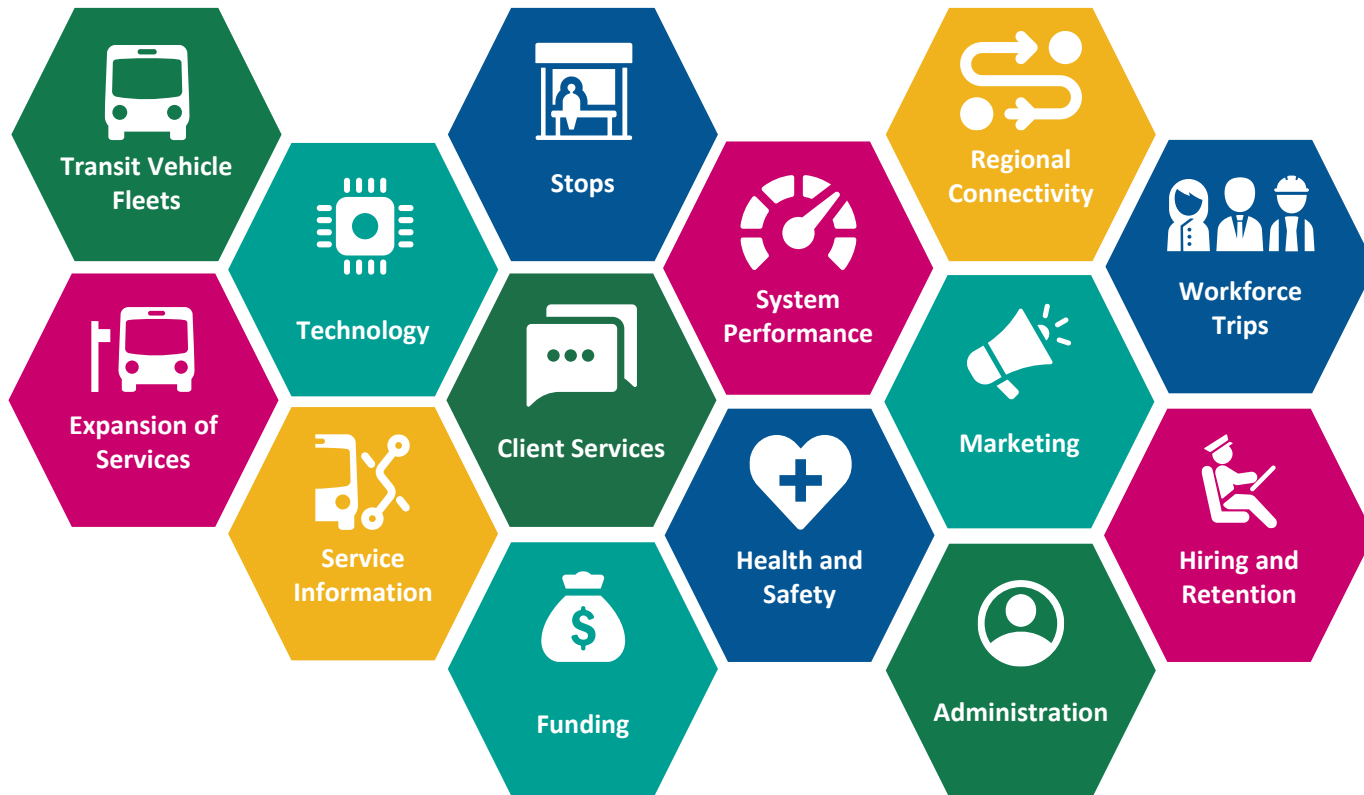 Transit Vehicle
Fleets
Stops
Regional
Connectivity
Technology
System
Performance
Workforce
Trips
Expansion of
Services
Client Services
Marketing
Service
Information
Health and
Safety
Hiring and
Retention
Funding
$
Administration